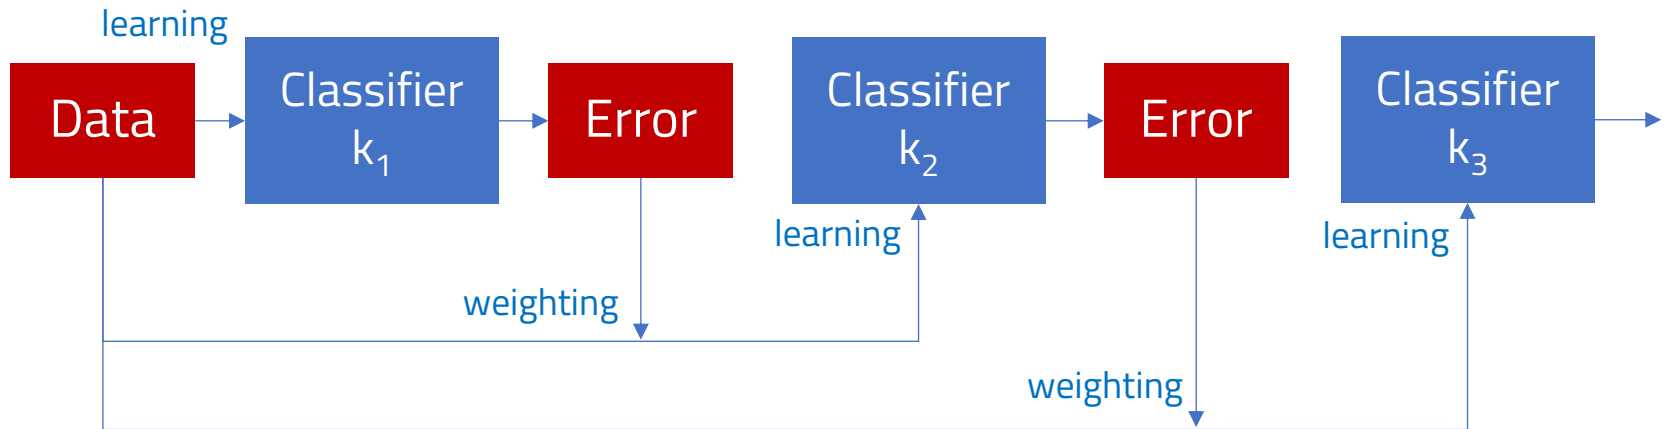 learning
Data
Classifier
k₁
Error
Classifier
k₂
Error
Classifier
k₃
learning
learning
weighting
weighting